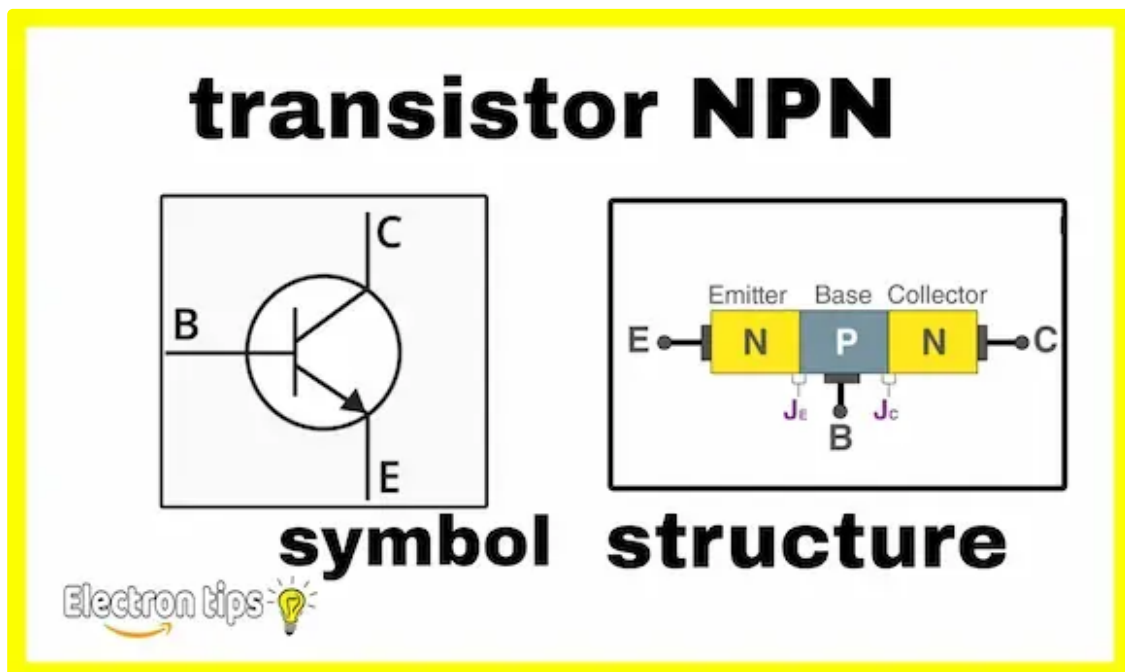 transistor NPN
C
B
E
Emitter Base Collector
E N P N C
JE JC
B
symbol structure
Electron tips